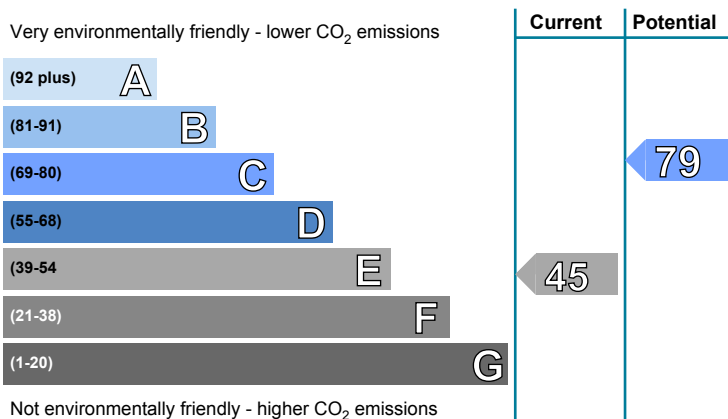 Current Potential
Very environmentally friendly - lower CO2 emissions
(92 plus) A
(81-91) B
(69-80) C
79
(55-68) D
(39-54 E
45
(21-38) F
(1-20) G
Not environmentally friendly - higher CO2 emissions